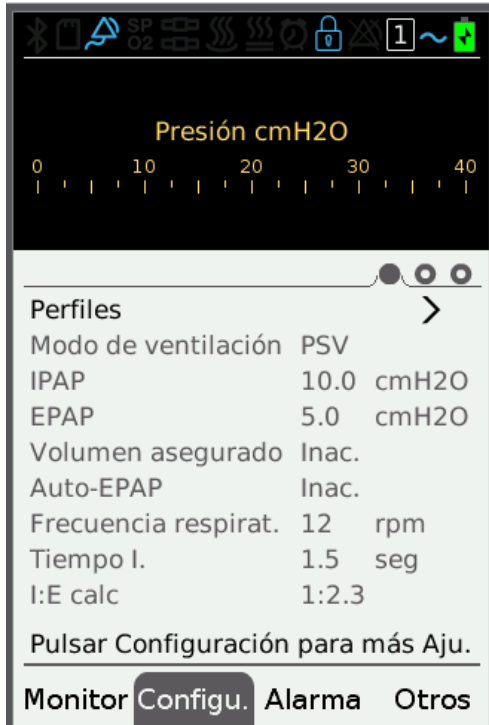 SP
O2
1
Presión cmH2O
0 10 20 30 40
Perfiles
Modo de ventilación PSV
IPAP 10.0 cmH2O
EPAP 5.0 cmH2O
Volumen asegurado Inac.
Auto-EPAP Inac.
Frecuencia respirat. 12 rpm
Tiempo I. 1.5 seg
I:E calc 1:2.3
Pulsar Configuración para más Aju.
Monitor Configu. Alarma Otros